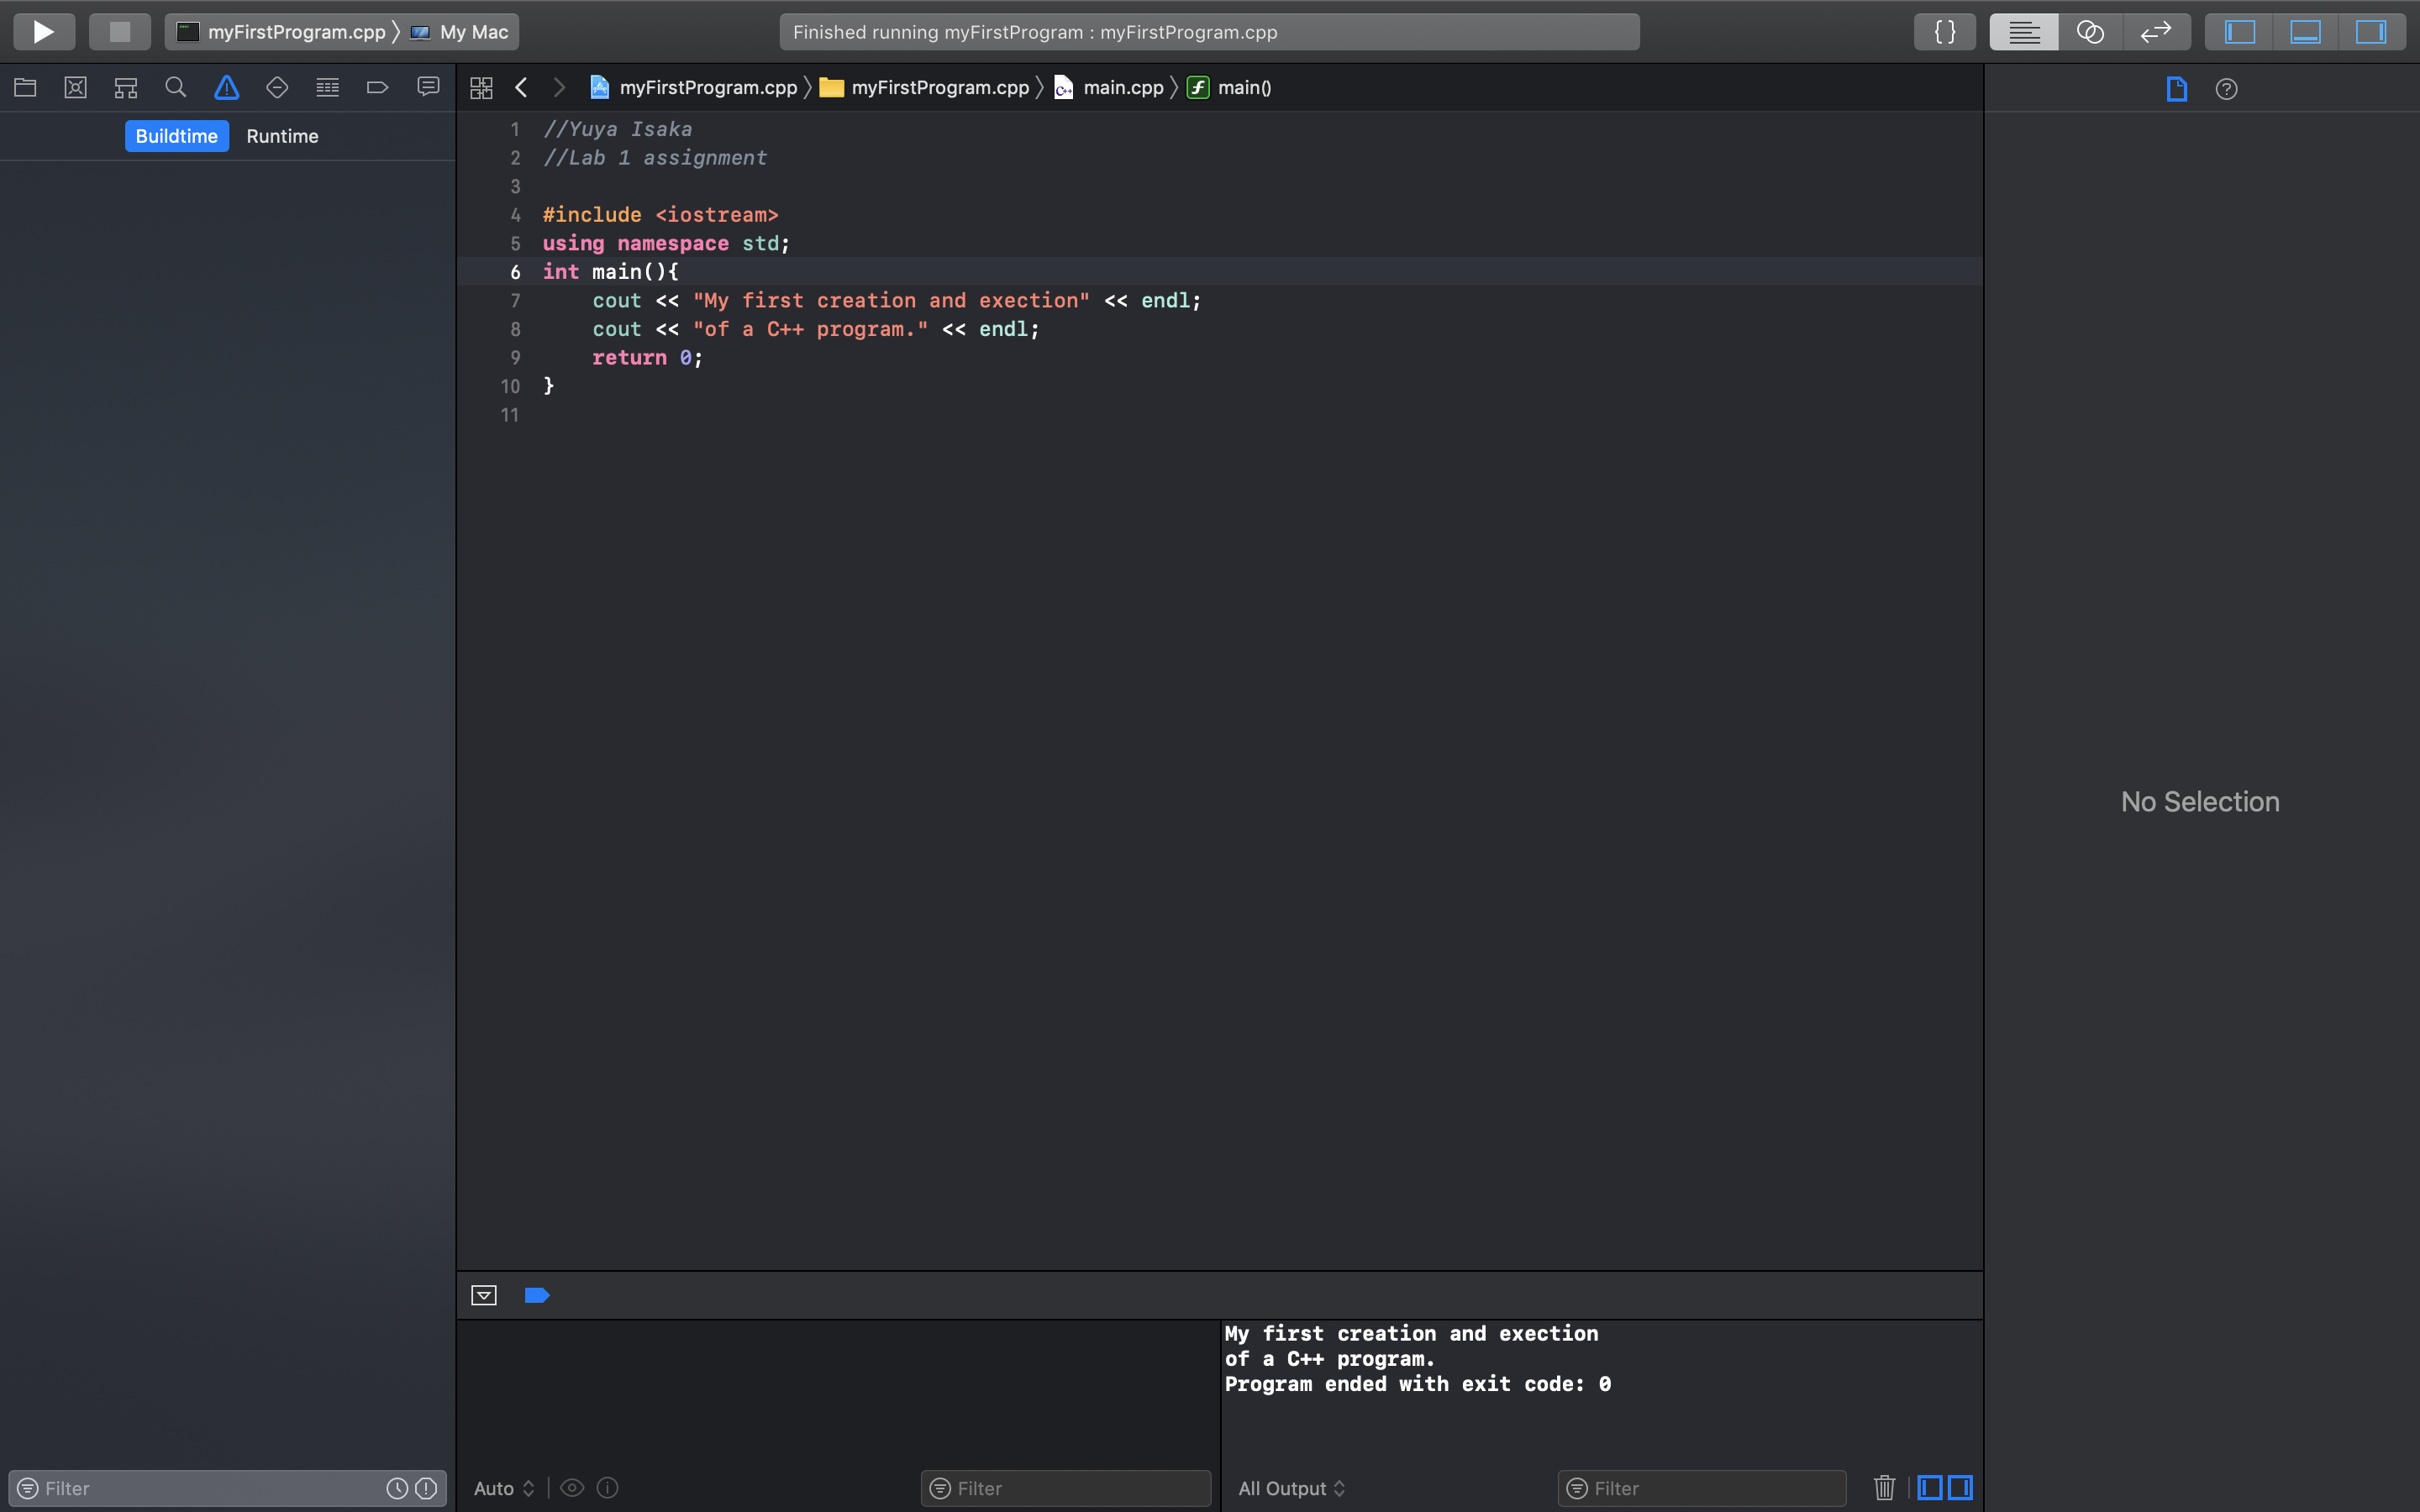 myFirstProgram.cpp My Mac
Finished running myFirstProgram : myFirstProgram.cpp
{}
Buildtime Runtime
myFirstProgram.cpp myFirstProgram.cpp main.cpp main()
1 //Yuya Isaka
2 //Lab 1 assignment
3
4 #include <iostream>
5 using namespace std;
6 int main(){
7 cout << "My first creation and exection" << endl;
8 cout << "of a C++ program." << endl;
9 return 0;
10 }
11
No Selection
My first creation and exection
of a C++ program.
Program ended with exit code: 0
Filter
Auto
Filter
All Output
Filter